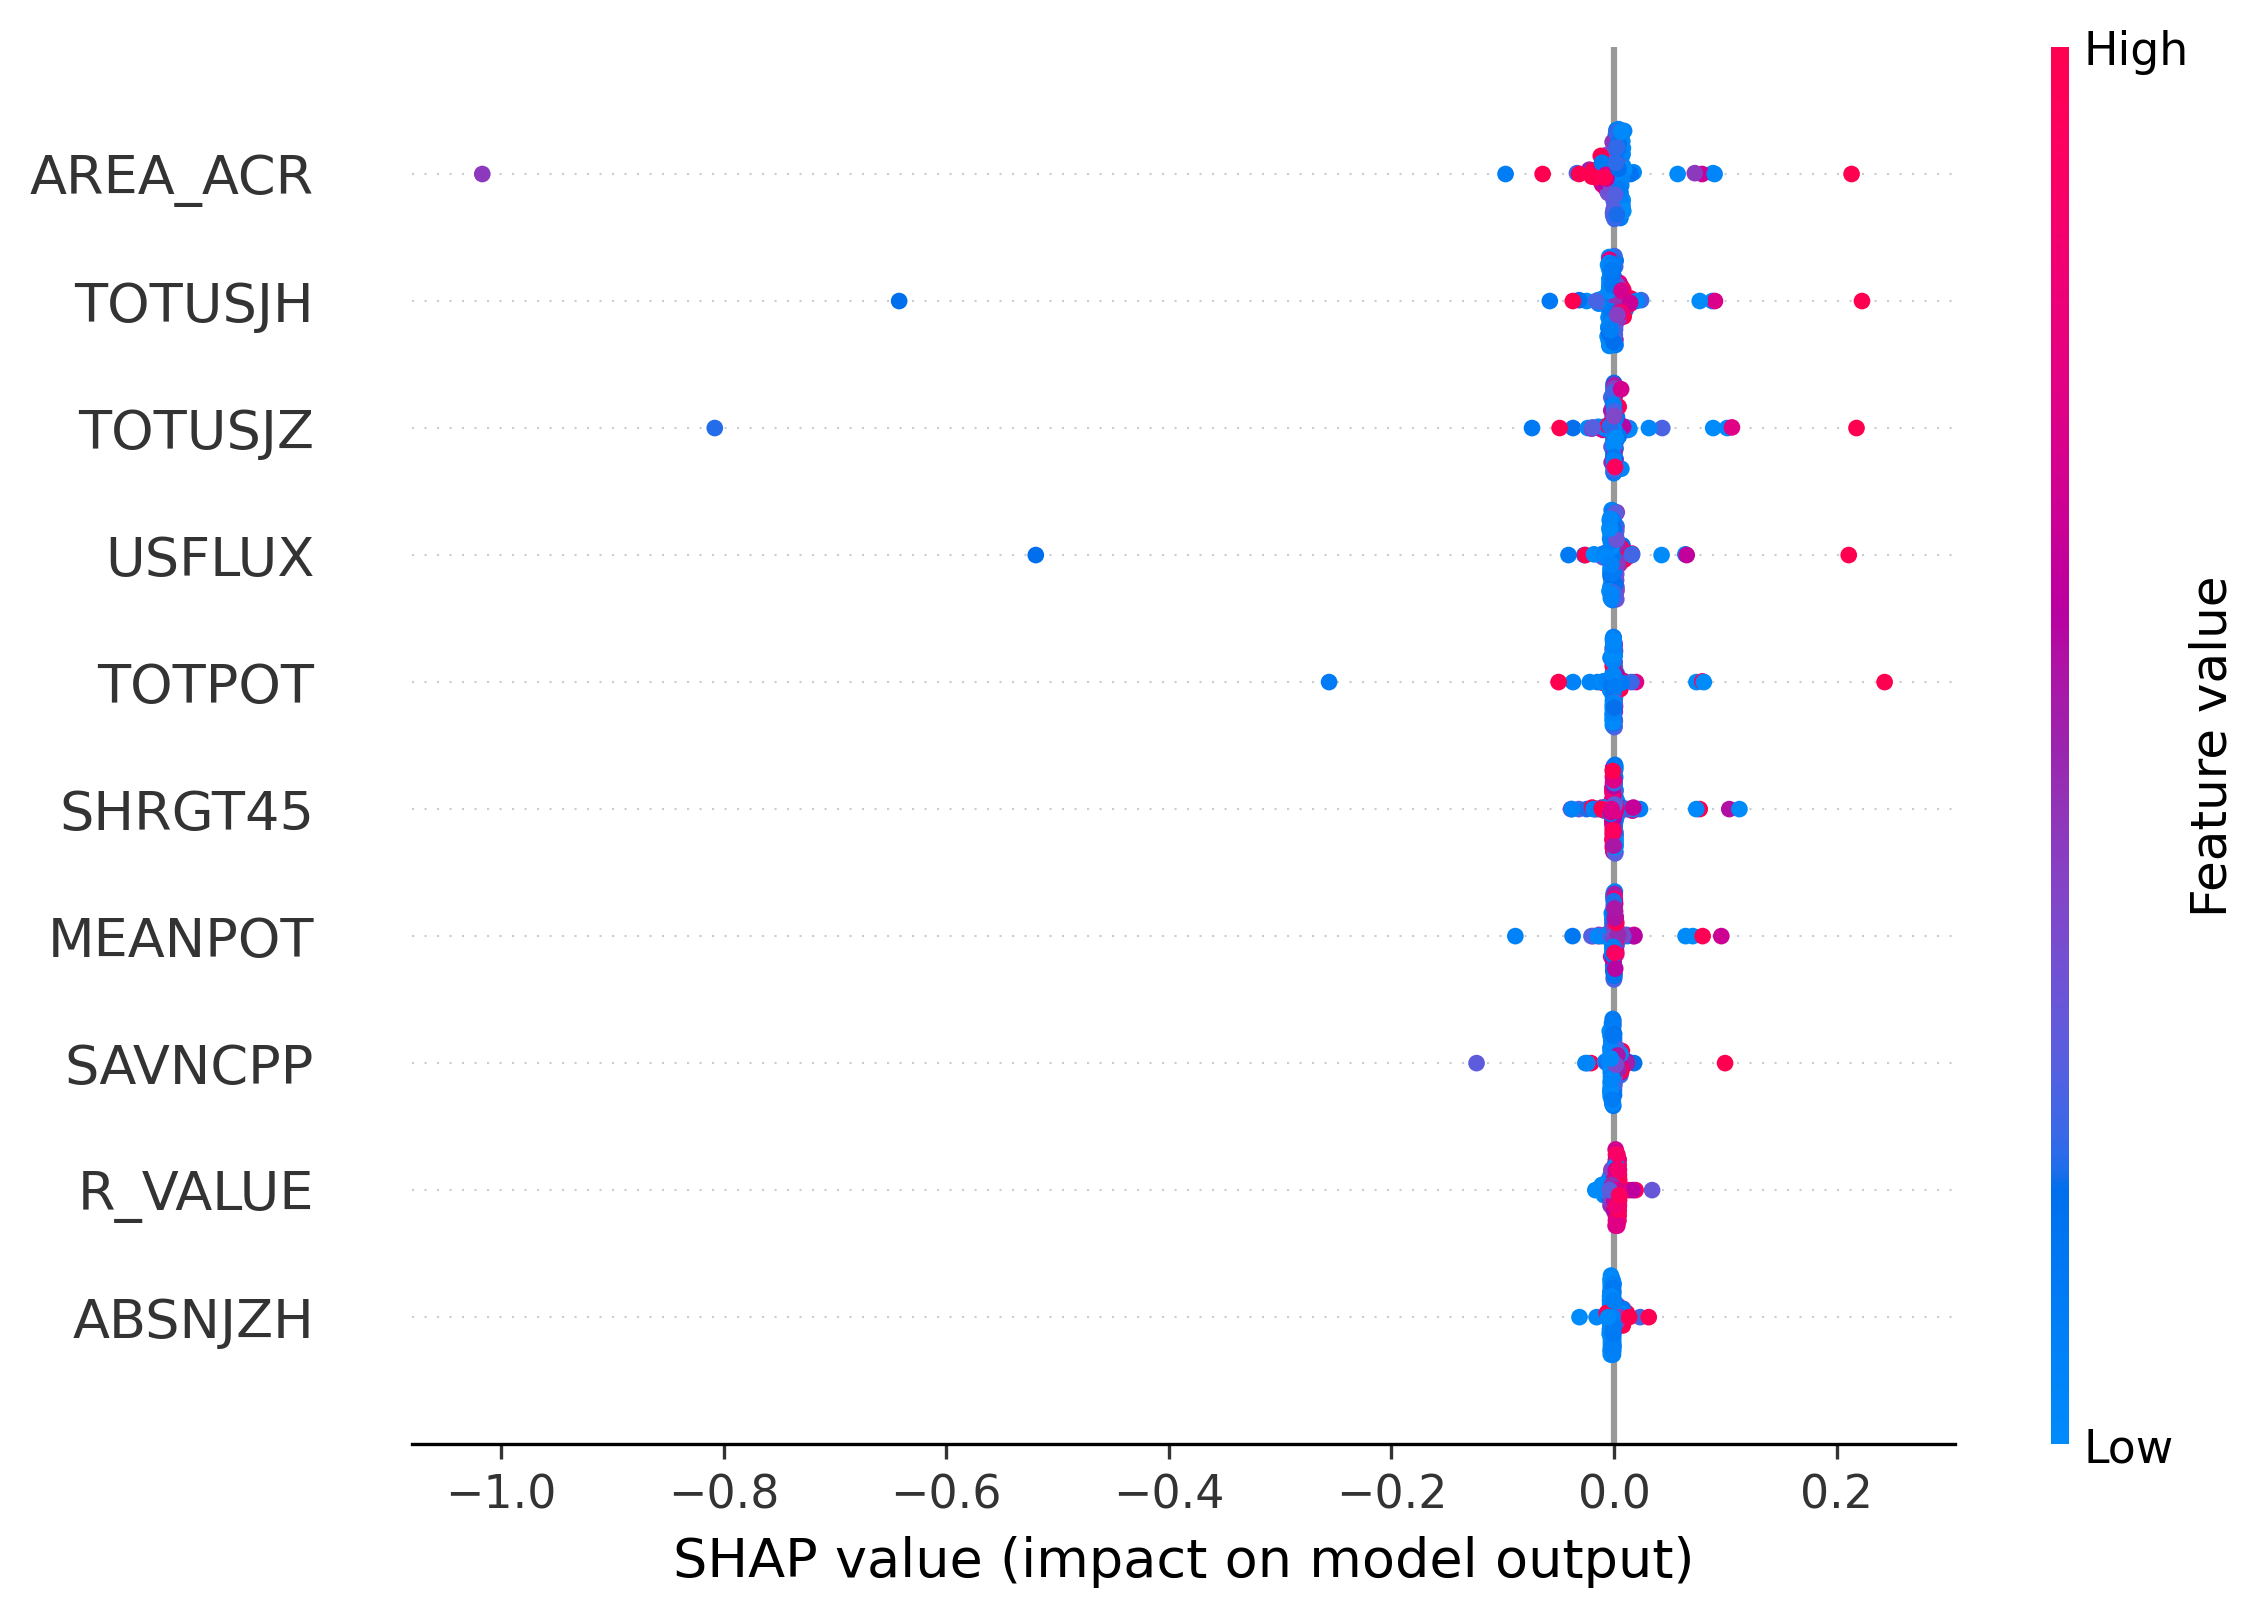 High
AREA_ACR
TOTUSJH
TOTUSJZ
USFLUX
TOTPOT
SHRGT45
MEANPOT
SAVNCPP
R_VALUE
ABSNJZH
Feature value
Low
−1.0 −0.8 −0.6 −0.4 −0.2 0.0 0.2
SHAP value (impact on model output)